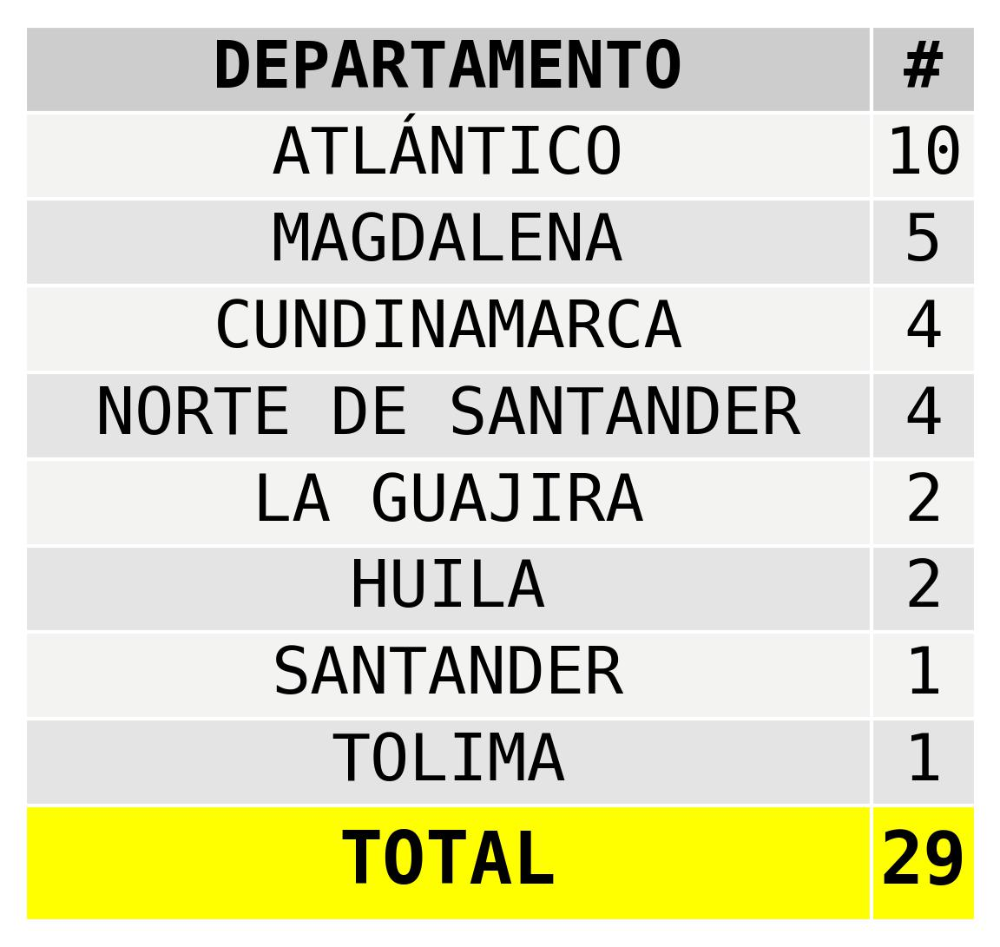 DEPARTAMENTO #
ATLÁNTICO 10
MAGDALENA 5
CUNDINAMARCA 4
NORTE DE SANTANDER 4
LA GUAJIRA 2
HUILA 2
SANTANDER 1
TOLIMA 1
TOTAL 29